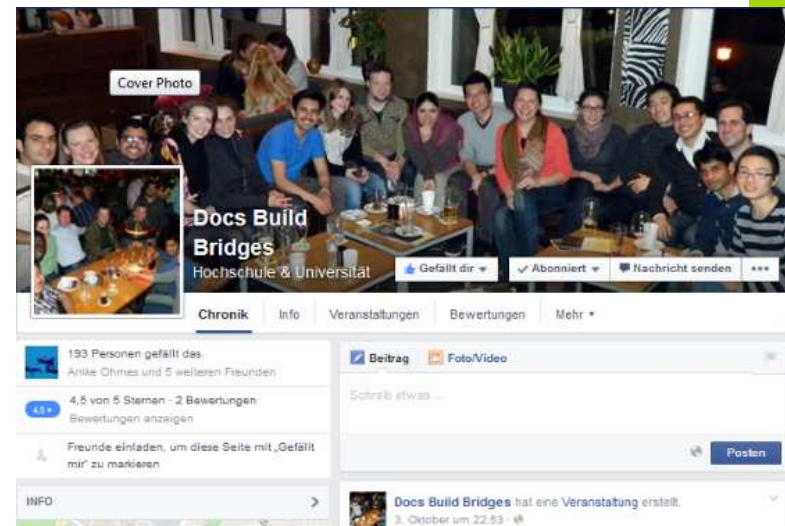 Cover Photo
Docs Build
Bridges
Hochschule & Universität
Gefällt dir
Abonniert
Nachricht senden
Chronik
Info
Veranstaltungen
Bewertungen
Mehr
193 Personen gefällt das
Anike Ohmes und 5 weiteren Freunden
4,5 von 5 Sternen · 2 Bewertungen
4,5
Bewertungen anzeigen
Freunde einladen, um diese Seite mit „Gefällt
mir“ zu markieren
INFO
Beitrag
Foto/Video
Schreib etwas ...
Posten
Docs Build Bridges hat eine Veranstaltung erstellt.
3. Oktober um 22:53 ·